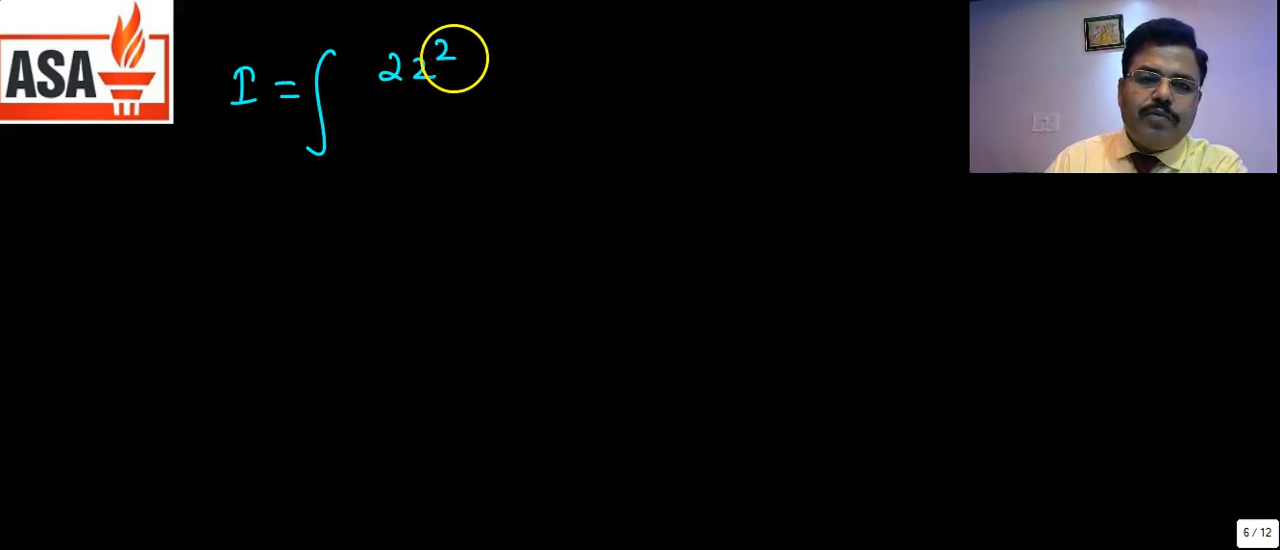 ASA
I = ∫ 2z²
6 / 12